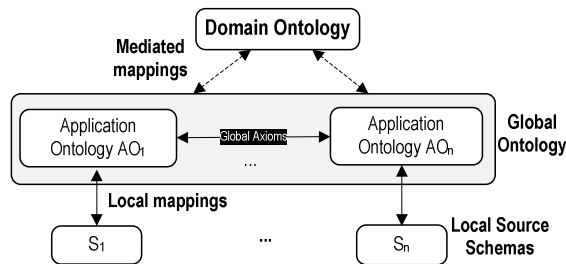 Domain Ontology
Mediated
mappings
Application
Ontology AO1
Global Axioms
...
Application
Ontology AOn
Global
Ontology
Local mappings
S1
...
Sn
Local Source
Schemas